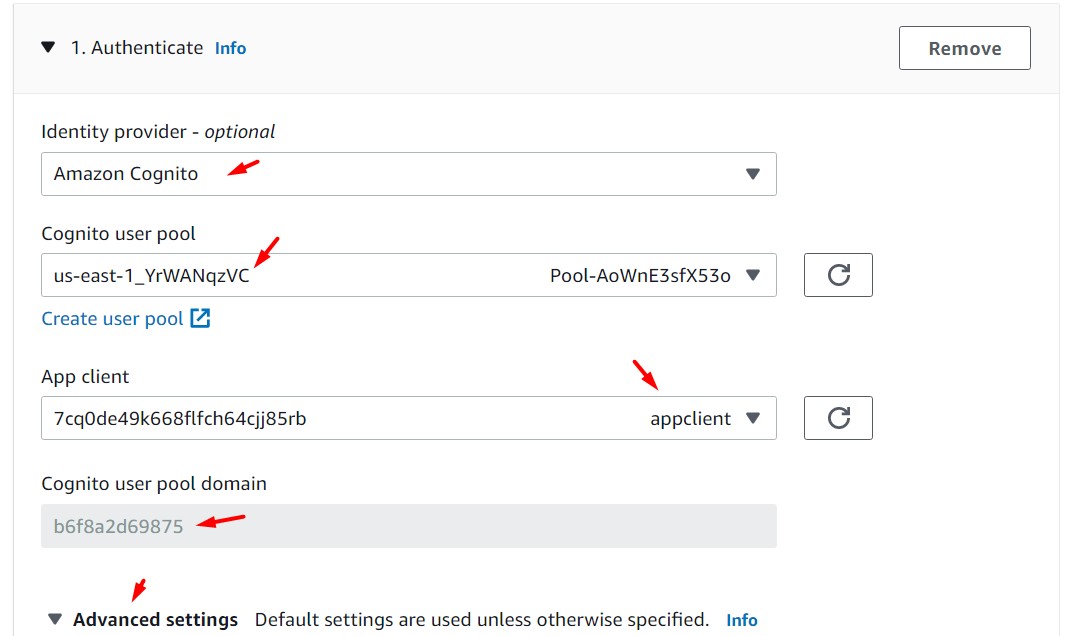 1. Authenticate Info
Remove
Identity provider - optional
Amazon Cognito
Cognito user pool
us-east-1_YrWANqzVC Pool-AoWnE3sfX53o
Create user pool
App client
7cq0de49k668flfch64cjj85rb appclient
Cognito user pool domain
b6f8a2d69875
Advanced settings Default settings are used unless otherwise specified. Info